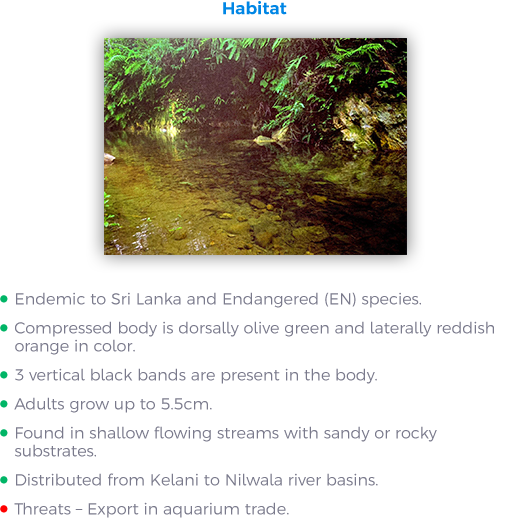 Habitat
Endemic to Sri Lanka and Endangered (EN) species.
Compressed body is dorsally olive green and laterally reddish
orange in color.
3 vertical black bands are present in the body.
Adults grow up to 5.5cm.
Found in shallow flowing streams with sandy or rocky
substrates.
Distributed from Kelani to Nilwala river basins.
Threats – Export in aquarium trade.